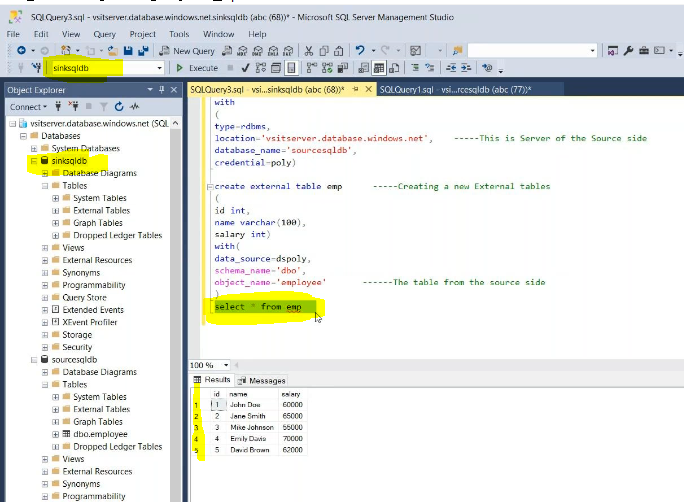 SQLQuery3.sql - vsitserver.database.windows.net.sinksqldb (abc (68))* - Microsoft SQL Server Management Studio
File Edit View Query Project Tools Window Help
New Query
sinksqldb
Execute
Object Explorer
Connect
vsitserver.database.windows.net (SQL
Databases
System Databases
sinksqldb
Database Diagrams
Tables
System Tables
External Tables
Graph Tables
Dropped Ledger Tables
Views
External Resources
Synonyms
Programmability
Query Store
Extended Events
XEvent Profiler
Storage
Security
sourcesqldb
Database Diagrams
Tables
System Tables
External Tables
Graph Tables
dbo.employee
Dropped Ledger Tables
Views
External Resources
Synonyms
Programmability
SQLQuery3.sql - vsi...sinksqldb (abc (68))*
SQLQuery1.sql - vsi...rcesqldb (abc (77))*
with
(
type=rdbms,
location='vsitserver.database.windows.net', -----This is Server of the Source side
database_name='sourcesqldb',
credential=poly)
create external table emp -----Creating a new External tables
(
id int,
name varchar(100),
salary int)
with(
data_source=dspoly,
schema_name='dbo',
object_name='employee' ------The table from the source side
)
select * from emp
100 %
Results Messages
id name salary
1 1 John Doe 60000
2 2 Jane Smith 65000
3 3 Mike Johnson 55000
4 4 Emily Davis 70000
5 5 David Brown 62000